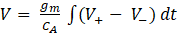 V = g_m/c_A ∫(V_+ − V_−) dt